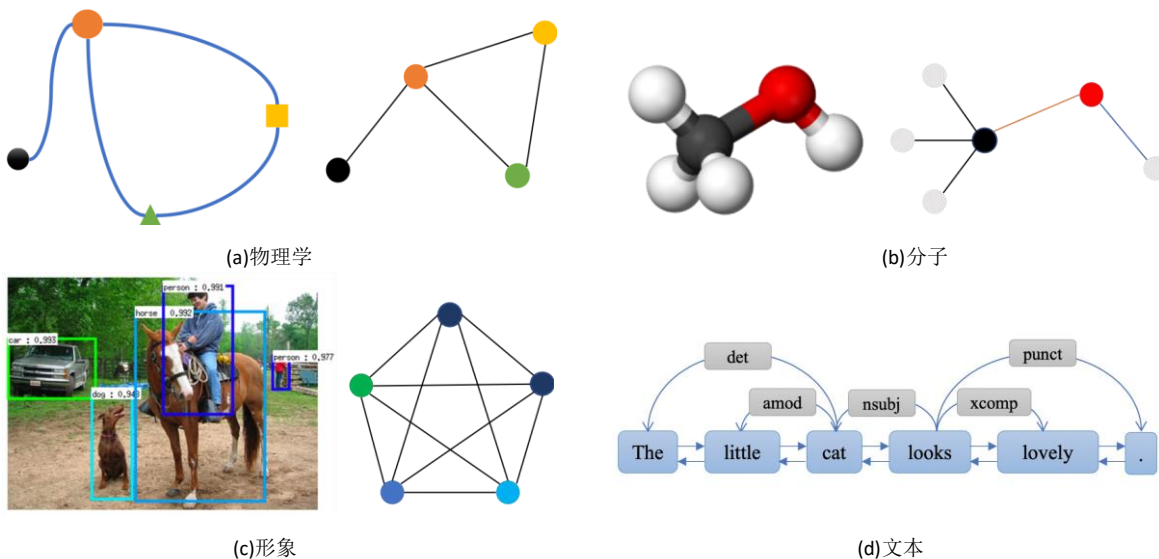 (a)物理学
(b)分子
person : 0.991
horse : 0.992
car : 0.993
person : 0.977
dog : 0.943
(c)形象
det
punct
amod
nsubj
xcomp
The
little
cat
looks
lovely
.
(d)文本